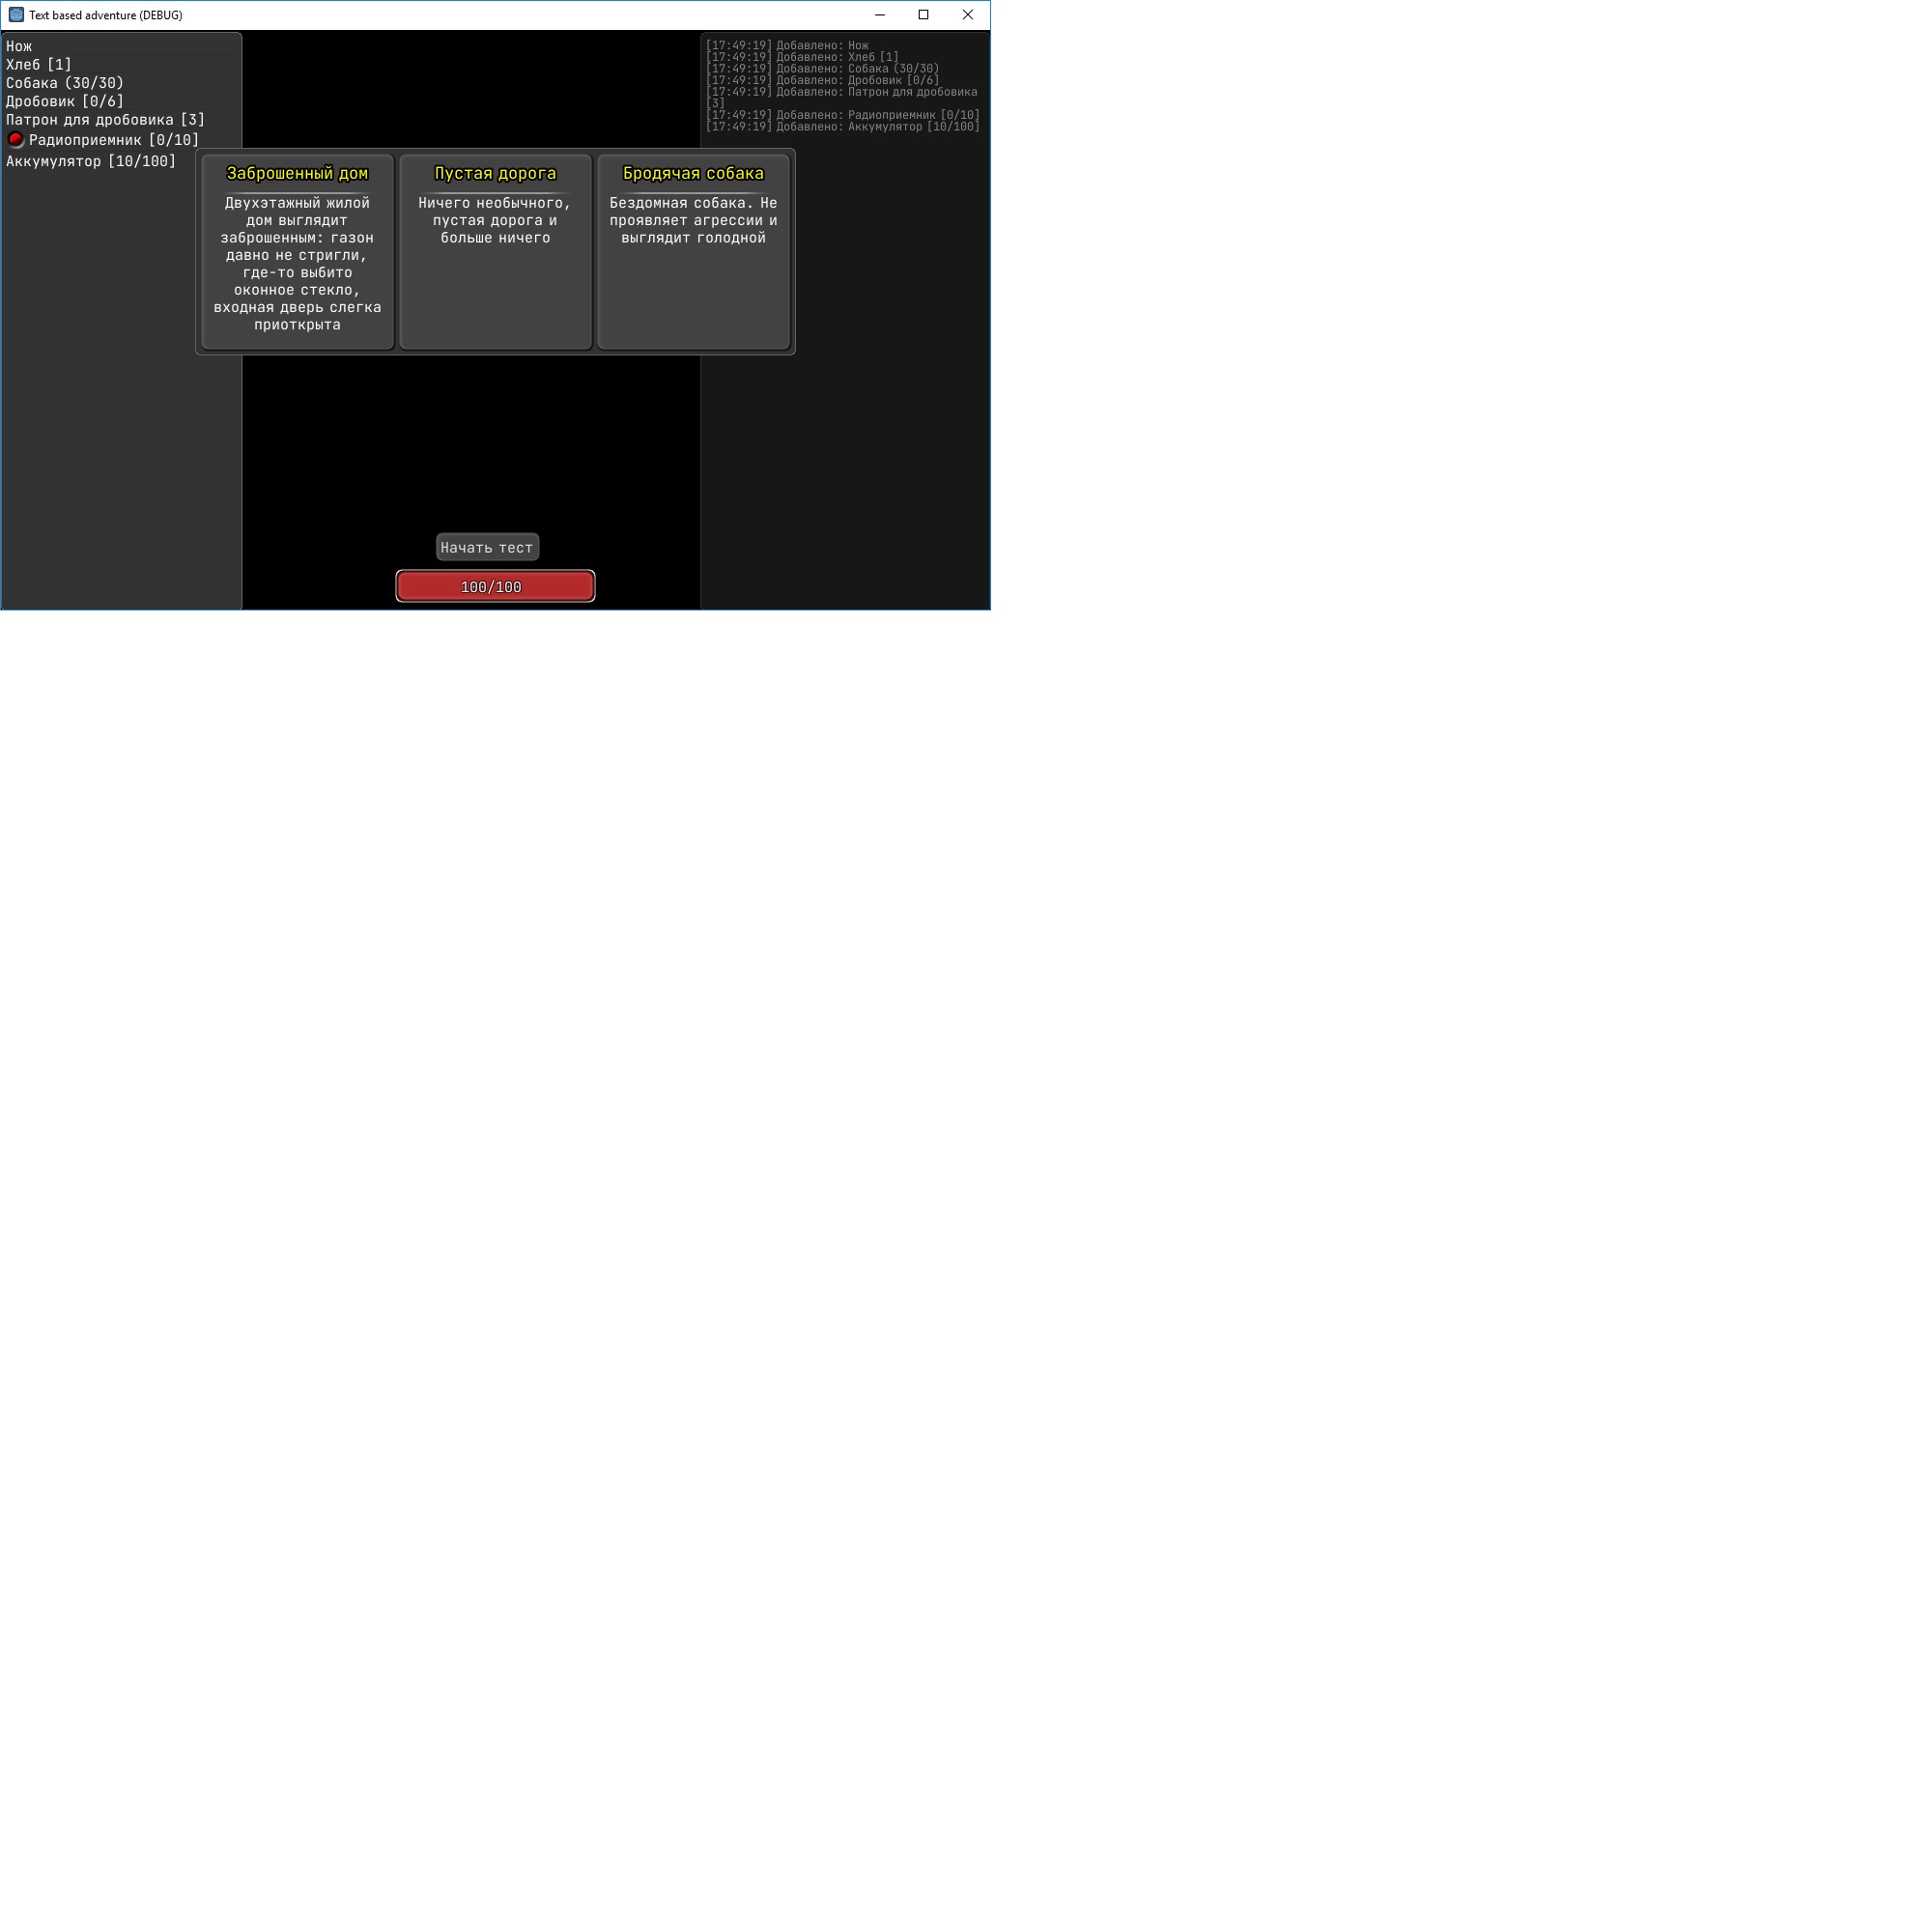 Text based adventure (DEBUG)
Нож
Хлеб [1]
Собака (30/30)
Дробовик [0/6]
Патрон для дробовика [3]
Радиоприемник [0/10]
Аккумулятор [10/100]
Заброшенный дом
Двухэтажный жилой
дом выглядит
заброшенным: газон
давно не стригли,
где-то выбито
оконное стекло,
входная дверь слегка
приоткрыта
Пустая дорога
Ничего необычного,
пустая дорога и
больше ничего
Бродячая собака
Бездомная собака. Не
проявляет агрессии и
выглядит голодной
[17:49:19] Добавлено: Нож
[17:49:19] Добавлено: Хлеб [1]
[17:49:19] Добавлено: Собака (30/30)
[17:49:19] Добавлено: Дробовик [0/6]
[17:49:19] Добавлено: Патрон для дробовика
[3]
[17:49:19] Добавлено: Радиоприемник [0/10]
[17:49:19] Добавлено: Аккумулятор [10/100]
Начать тест
100/100